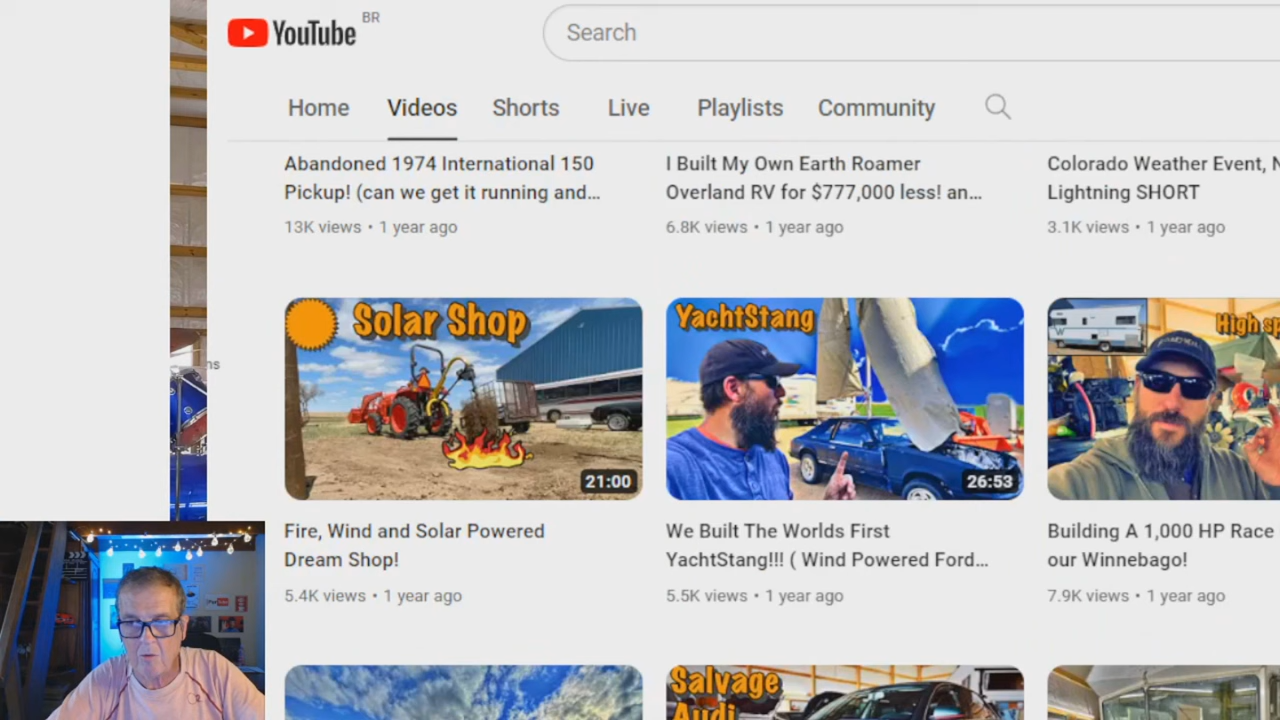 YouTube BR
Search
Home Videos Shorts Live Playlists Community
Abandoned 1974 International 150
Pickup! (can we get it running and...
13K views • 1 year ago
I Built My Own Earth Roamer
Overland RV for $777,000 less! an...
6.8K views • 1 year ago
Colorado Weather Event, N
Lightning SHORT
3.1K views • 1 year ago
Solar Shop
21:00
YachtStang
26:53
High sp
ns
Fire, Wind and Solar Powered
Dream Shop!
5.4K views • 1 year ago
We Built The Worlds First
YachtStang!!! ( Wind Powered Ford...
5.5K views • 1 year ago
Building A 1,000 HP Race
our Winnebago!
7.9K views • 1 year ago
Salvage
Audi